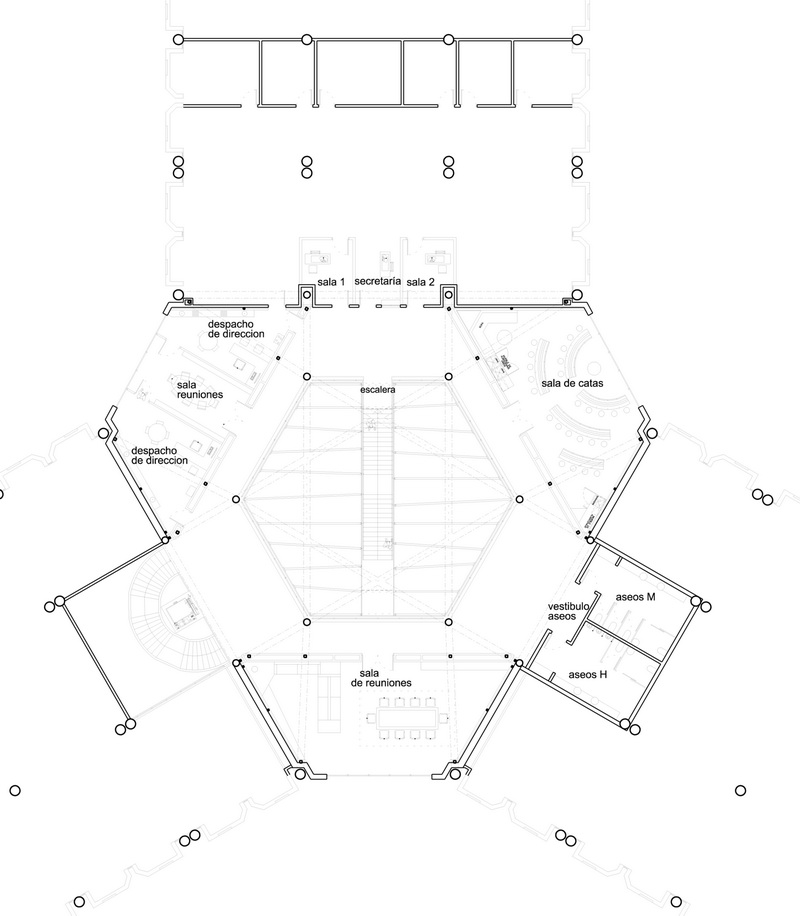 sala 1
secretaría
sala 2
despacho
de direccion
sala
reuniones
escalera
sala de catas
despacho
de direccion
aseos M
vestibulo
aseos
aseos H
sala
de reuniones